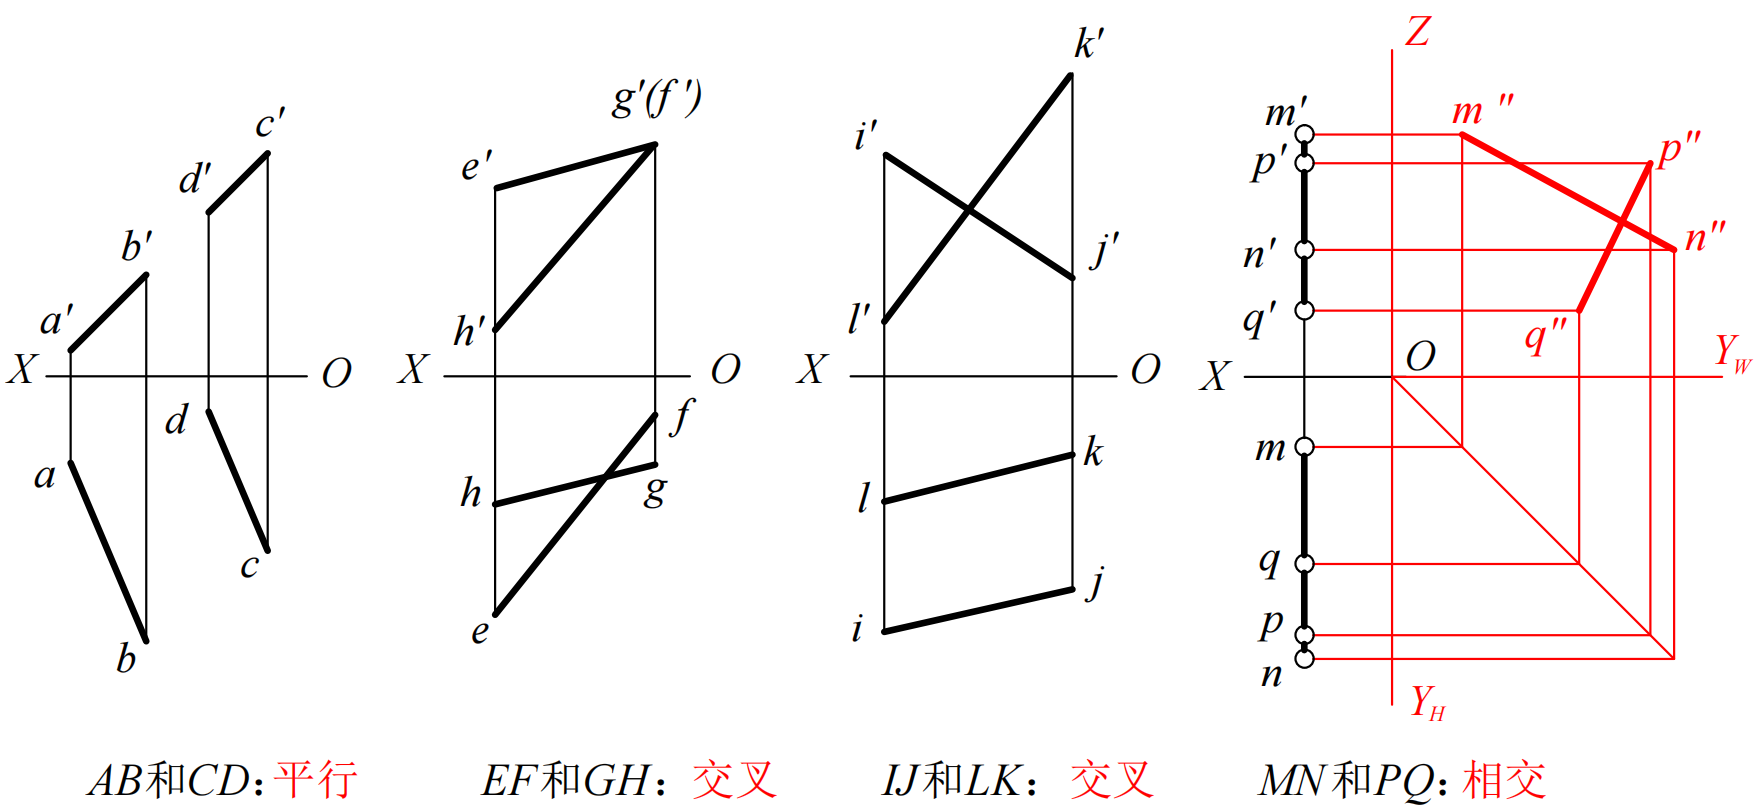 Z
k′
g′(f′)
m′
m″
c′
i′
p″
e′
p′
d′
b′
j′
n′
n″
a′
h′
l′
q′
q″
X
O
X
O
X
O
X
O
Y_W
d
f
a
m
k
h
g
l
c
q
j
e
i
p
b
n
Y_H
AB和CD：平行
EF和GH：交叉
IJ和LK：交叉
MN和PQ：相交